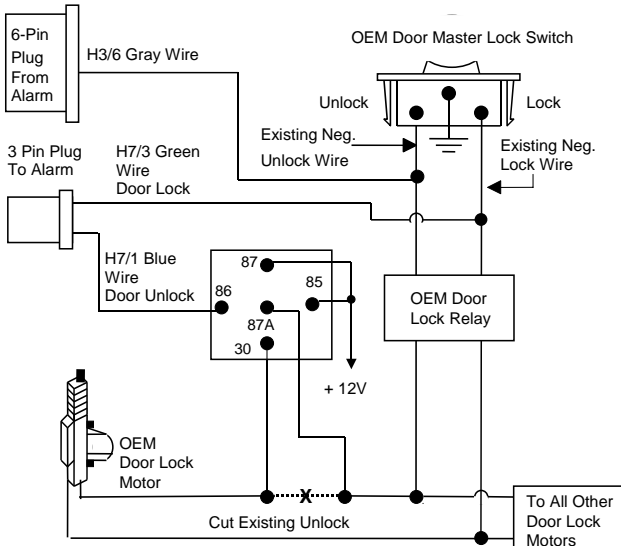 6-Pin
Plug
From
Alarm
H3/6 Gray Wire
OEM Door Master Lock Switch
Unlock
Lock
Existing Neg.
Unlock Wire
Existing Neg.
Lock Wire
3 Pin Plug
To Alarm
H7/3 Green
Wire
Door Lock
H7/1 Blue
Wire
Door Unlock
87
86
85
87A
30
+ 12V
OEM Door
Lock Relay
OEM
Door Lock
Motor
X
Cut Existing Unlock
To All Other
Door Lock
Motors